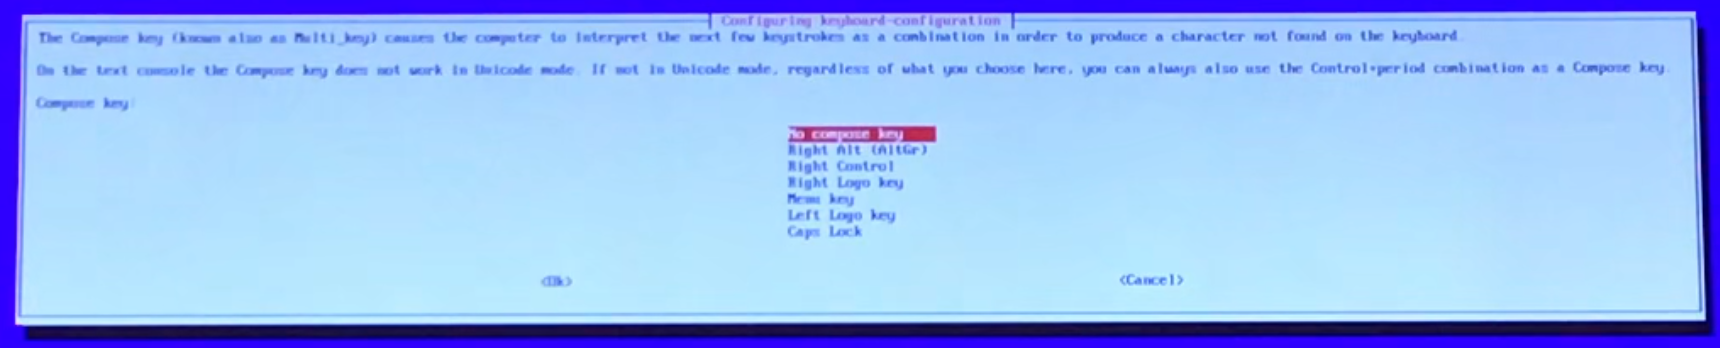 Configuring keyboard-configuration
The Compose key (known also as Multi_key) causes the computer to interpret the next few keystrokes as a combination in order to produce a character not found on the keyboard.
On the text console the Compose key does not work in Unicode mode. If not in Unicode mode, regardless of what you choose here, you can always also use the Control+period combination as a Compose key.
Compose key:
No compose key
Right Alt (AltGr)
Right Control
Right Logo key
Menu key
Left Logo key
Caps Lock
<Ok> <Cancel>